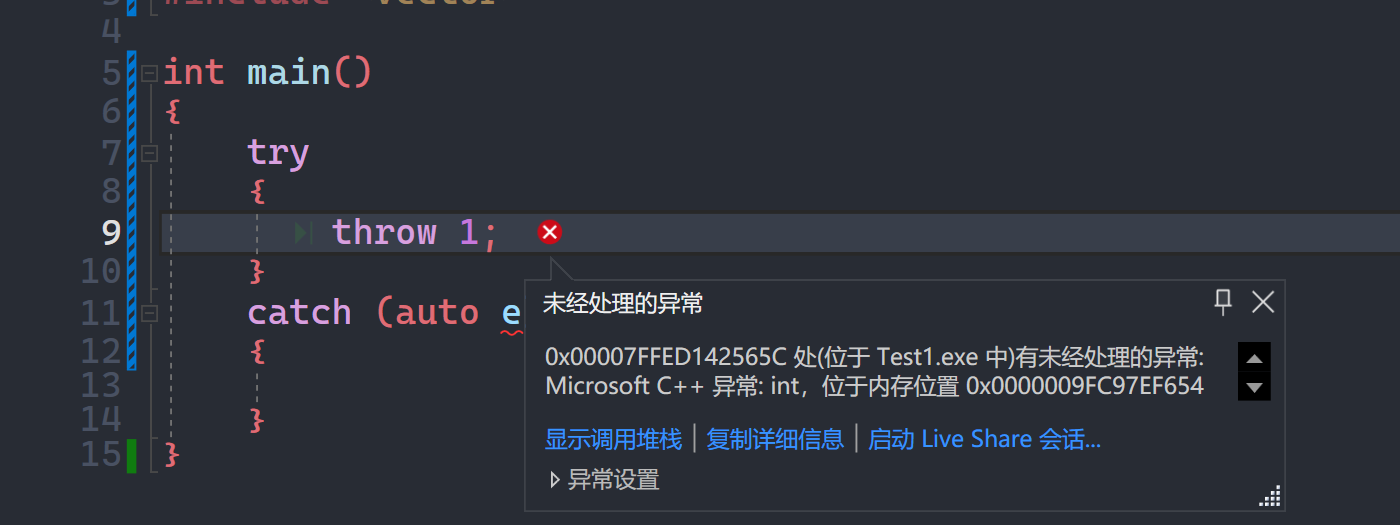 4
5 int main()
6 {
7 try
8 {
9 throw 1;
10 }
11 catch (auto e
12 {
13
14 }
15 }
未经处理的异常
0x00007FFED142565C 处(位于 Test1.exe 中)有未经处理的异常:
Microsoft C++ 异常: int，位于内存位置 0x0000009FC97EF654
显示调用堆栈 | 复制详细信息 | 启动 Live Share 会话...
异常设置